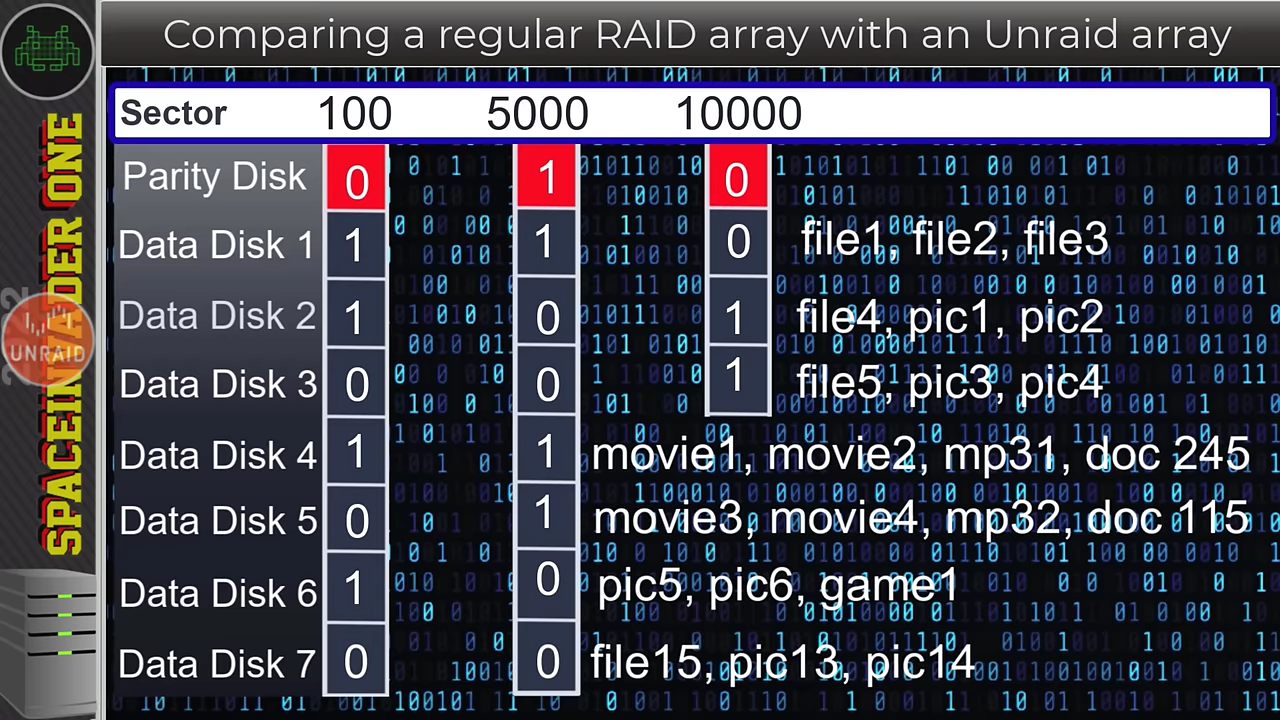 Comparing a regular RAID array with an Unraid array
Sector 100 5000 10000
Parity Disk 0 1 0
Data Disk 1 1 1 0 file1, file2, file3
Data Disk 2 1 0 1 file4, pic1, pic2
Data Disk 3 0 0 1 file5, pic3, pic4
Data Disk 4 1 1 movie1, movie2, mp31, doc 245
Data Disk 5 0 1 movie3, movie4, mp32, doc 115
Data Disk 6 1 0 pic5, pic6, game1
Data Disk 7 0 0 file15, pic13, pic14
SPACEINVADER ONE
UNRAID